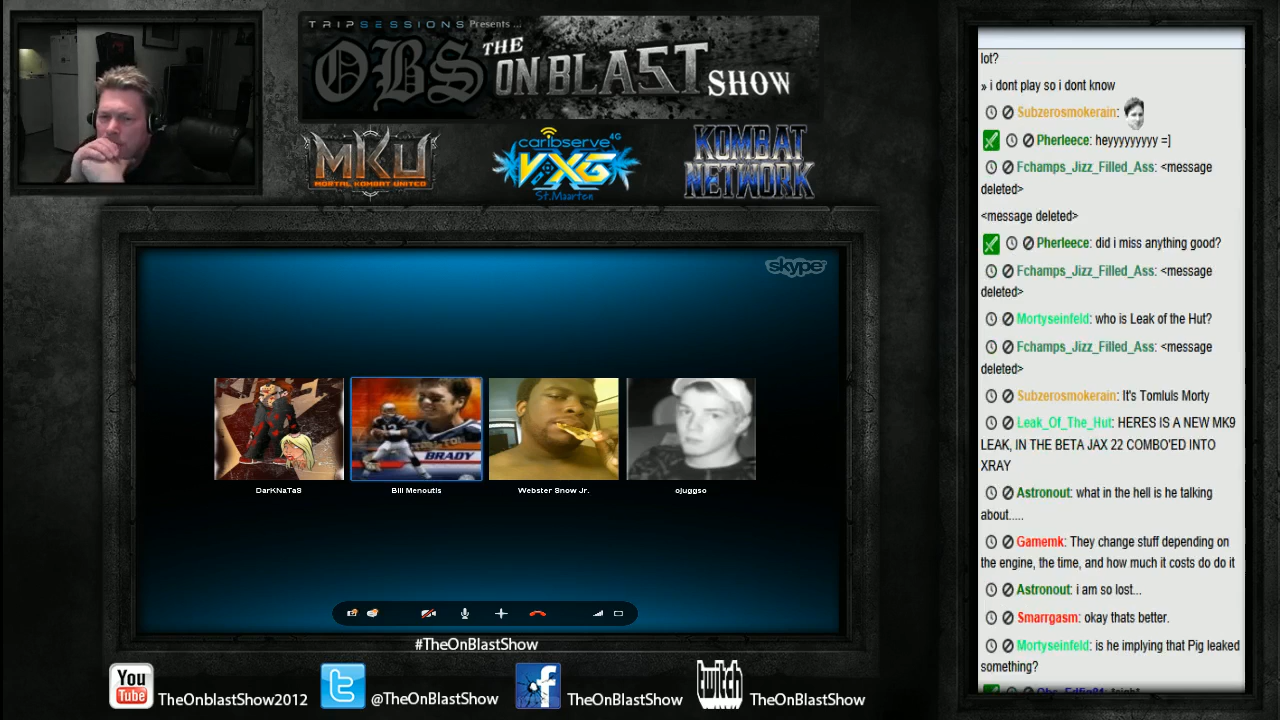 TRIPSESSIONS Presents ...
OBS THE ON BLAST SHOW
MKU
MORTAL KOMBAT UNITED
caribserve 4G
VXG
St.Maarten
KOMBAT
NETWORK
skype
BRADY
DarKNaTaS
Bill Menoutis
Webster Snow Jr.
ojuggso
#TheOnBlastShow
You
Tube
TheOnblastShow2012
@TheOnBlastShow
TheOnBlastShow
twitch
TheOnBlastShow
lot?
» i dont play so i dont know
Subzerosmokerain:
Pherleece: heyyyyyyyy =]
Fchamps_Jizz_Filled_Ass: <message
deleted>
<message deleted>
Pherleece: did i miss anything good?
Fchamps_Jizz_Filled_Ass: <message
deleted>
Mortyseinfeld: who is Leak of the Hut?
Fchamps_Jizz_Filled_Ass: <message
deleted>
Subzerosmokerain: It's Tomluls Morty
Leak_Of_The_Hut: HERES IS A NEW MK9
LEAK, IN THE BETA JAX 22 COMBO'ED INTO
XRAY
Astronout: what in the hell is he talking
about.....
Gamemk: They change stuff depending on
the engine, the time, and how much it costs do do it
Astronout: i am so lost...
Smarrgasm: okay thats better.
Mortyseinfeld: is he implying that Pig leaked
something?